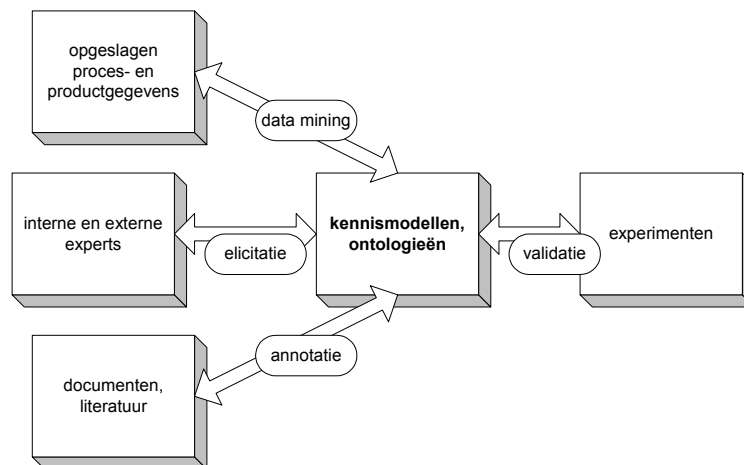 opgeslagen
proces- en
productgegevens
data mining
interne en externe
experts
elicitatie
kennismodellen,
ontologieën
validatie
experimenten
annotatie
documenten,
literatuur